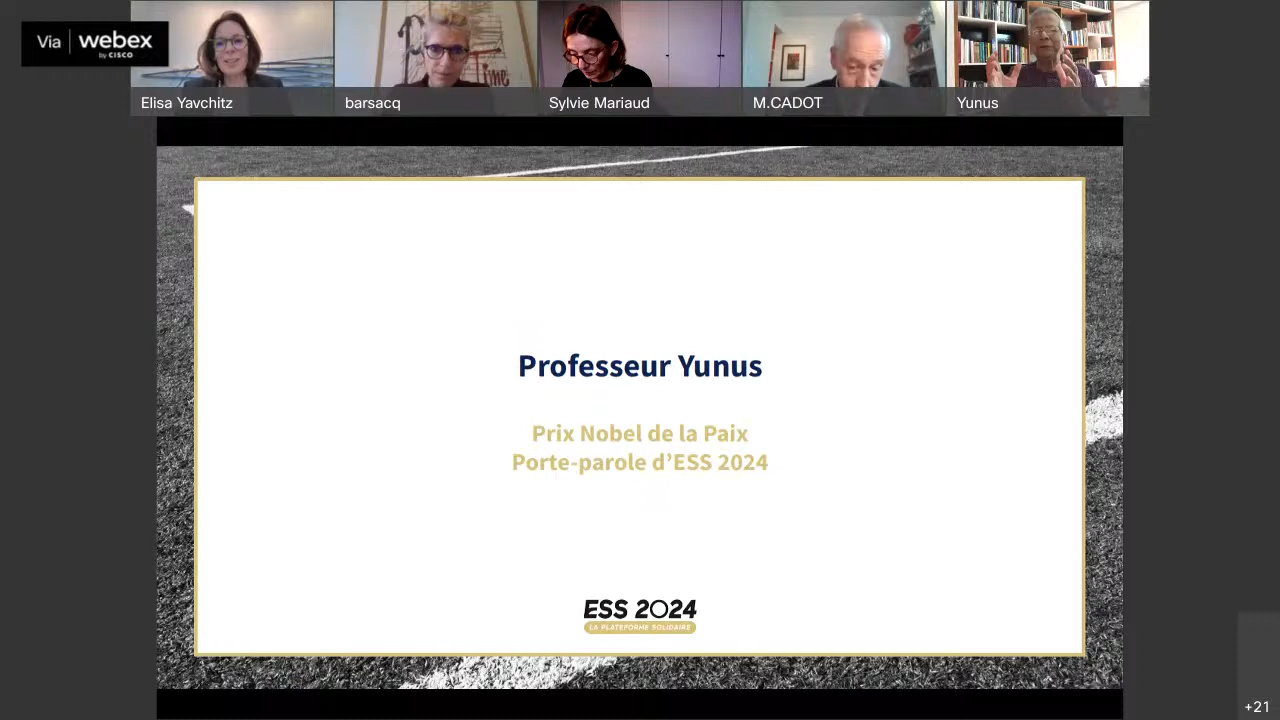 Via webex
by CISCO
Elisa Yavchitz
barsacq
Sylvie Mariaud
M.CADOT
Yunus
Time
Professeur Yunus
Prix Nobel de la Paix
Porte-parole d’ESS 2024
ESS 2024
LA PLATEFORME SOLIDAIRE
+21